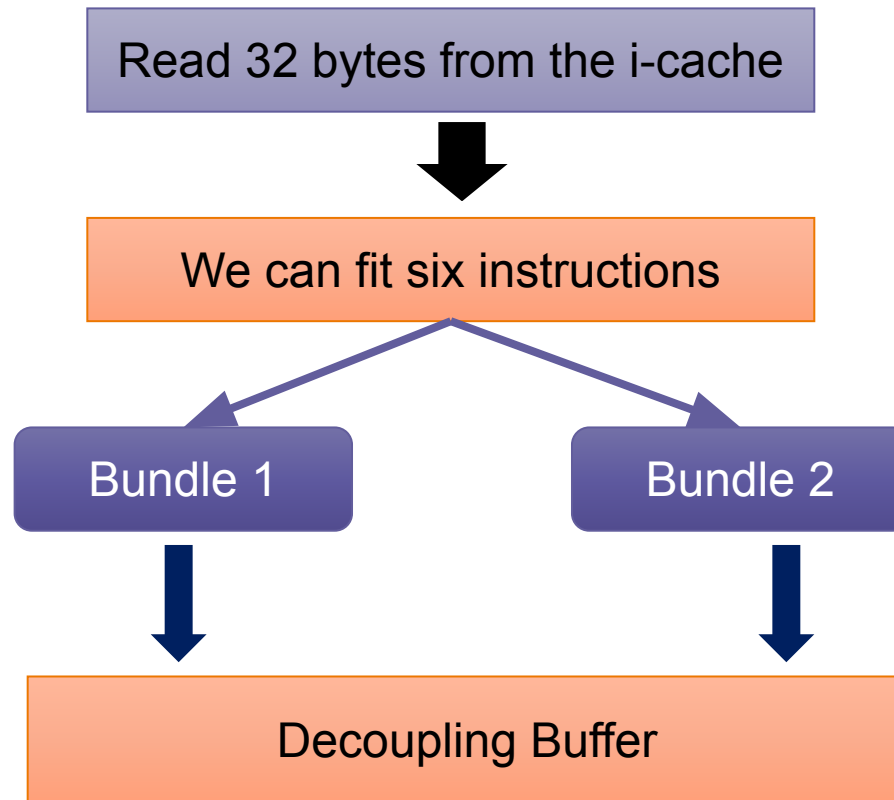 Read 32 bytes from the i-cache
We can fit six instructions
Bundle 1
Bundle 2
Decoupling Buffer